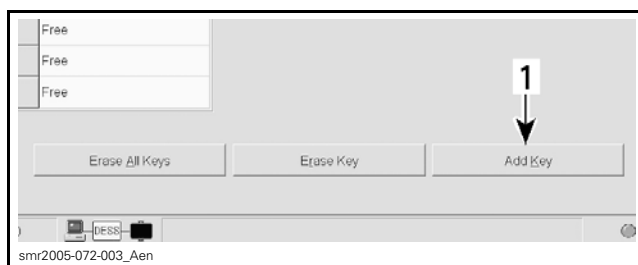 Free
Free
Free
1
Erase All Keys Erase Key Add Key
DESS
smr2005-072-003_Aen